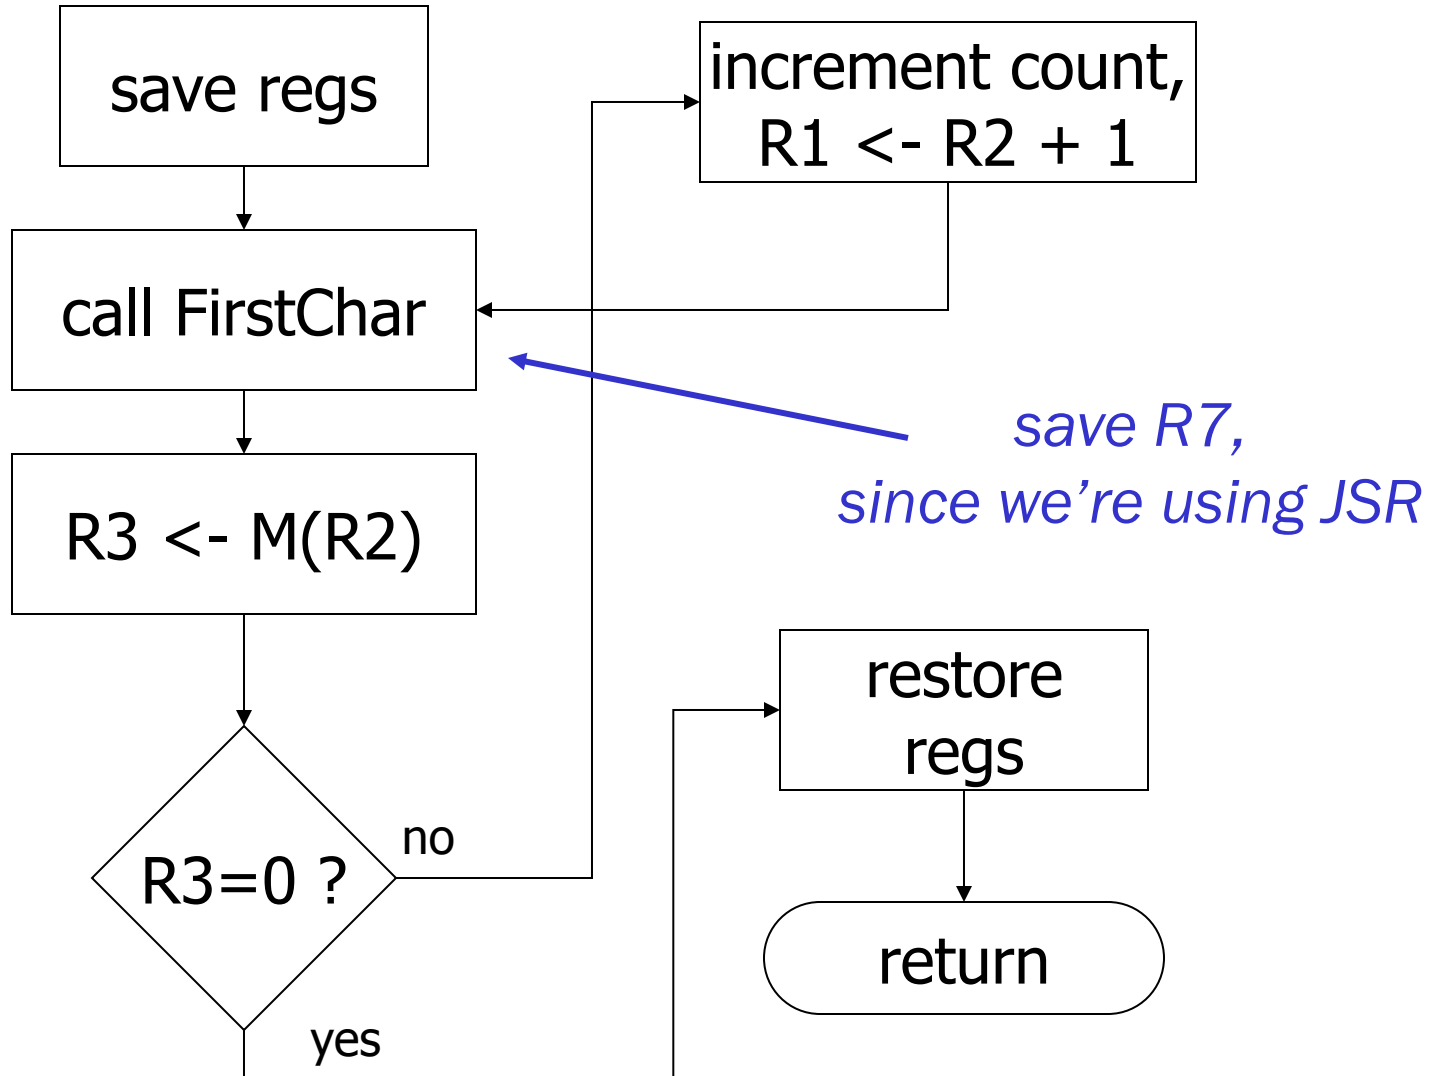 save regs
call FirstChar
R3 <- M(R2)
R3=0 ?
no
yes
increment count,
R1 <- R2 + 1
save R7,
since we’re using JSR
restore
regs
return